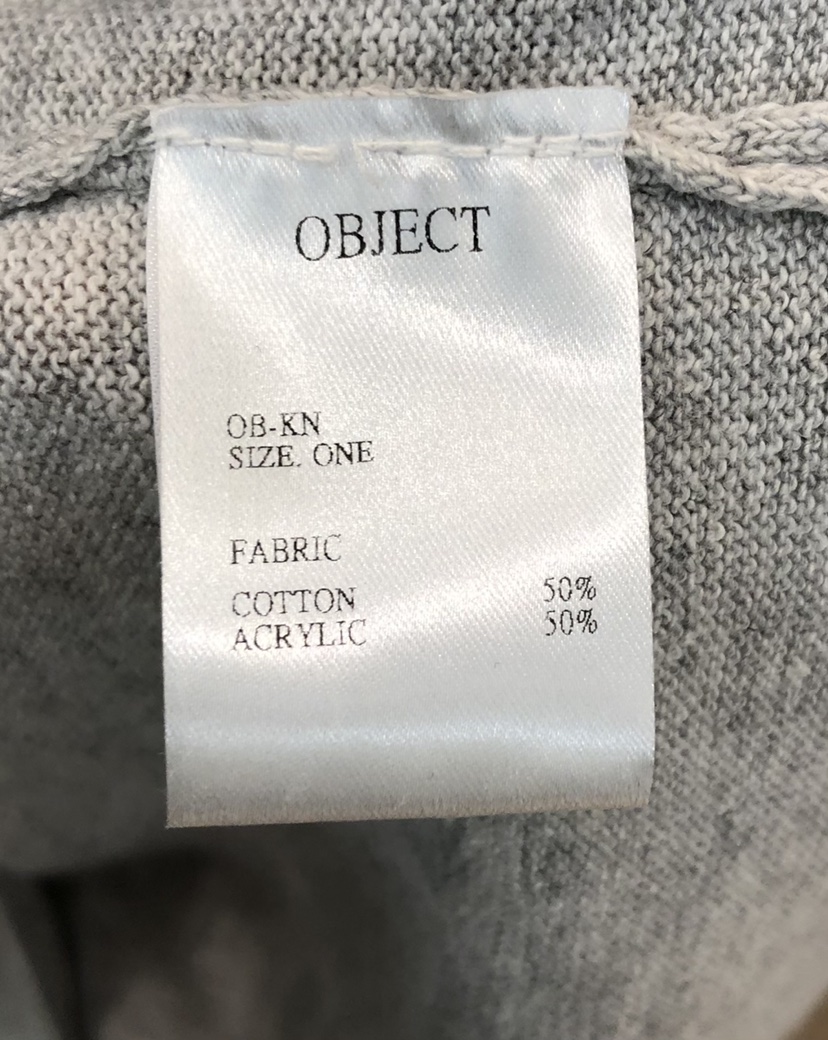 OBJECT
OB-KN
SIZE. ONE
FABRIC
COTTON 50%
ACRYLIC 50%